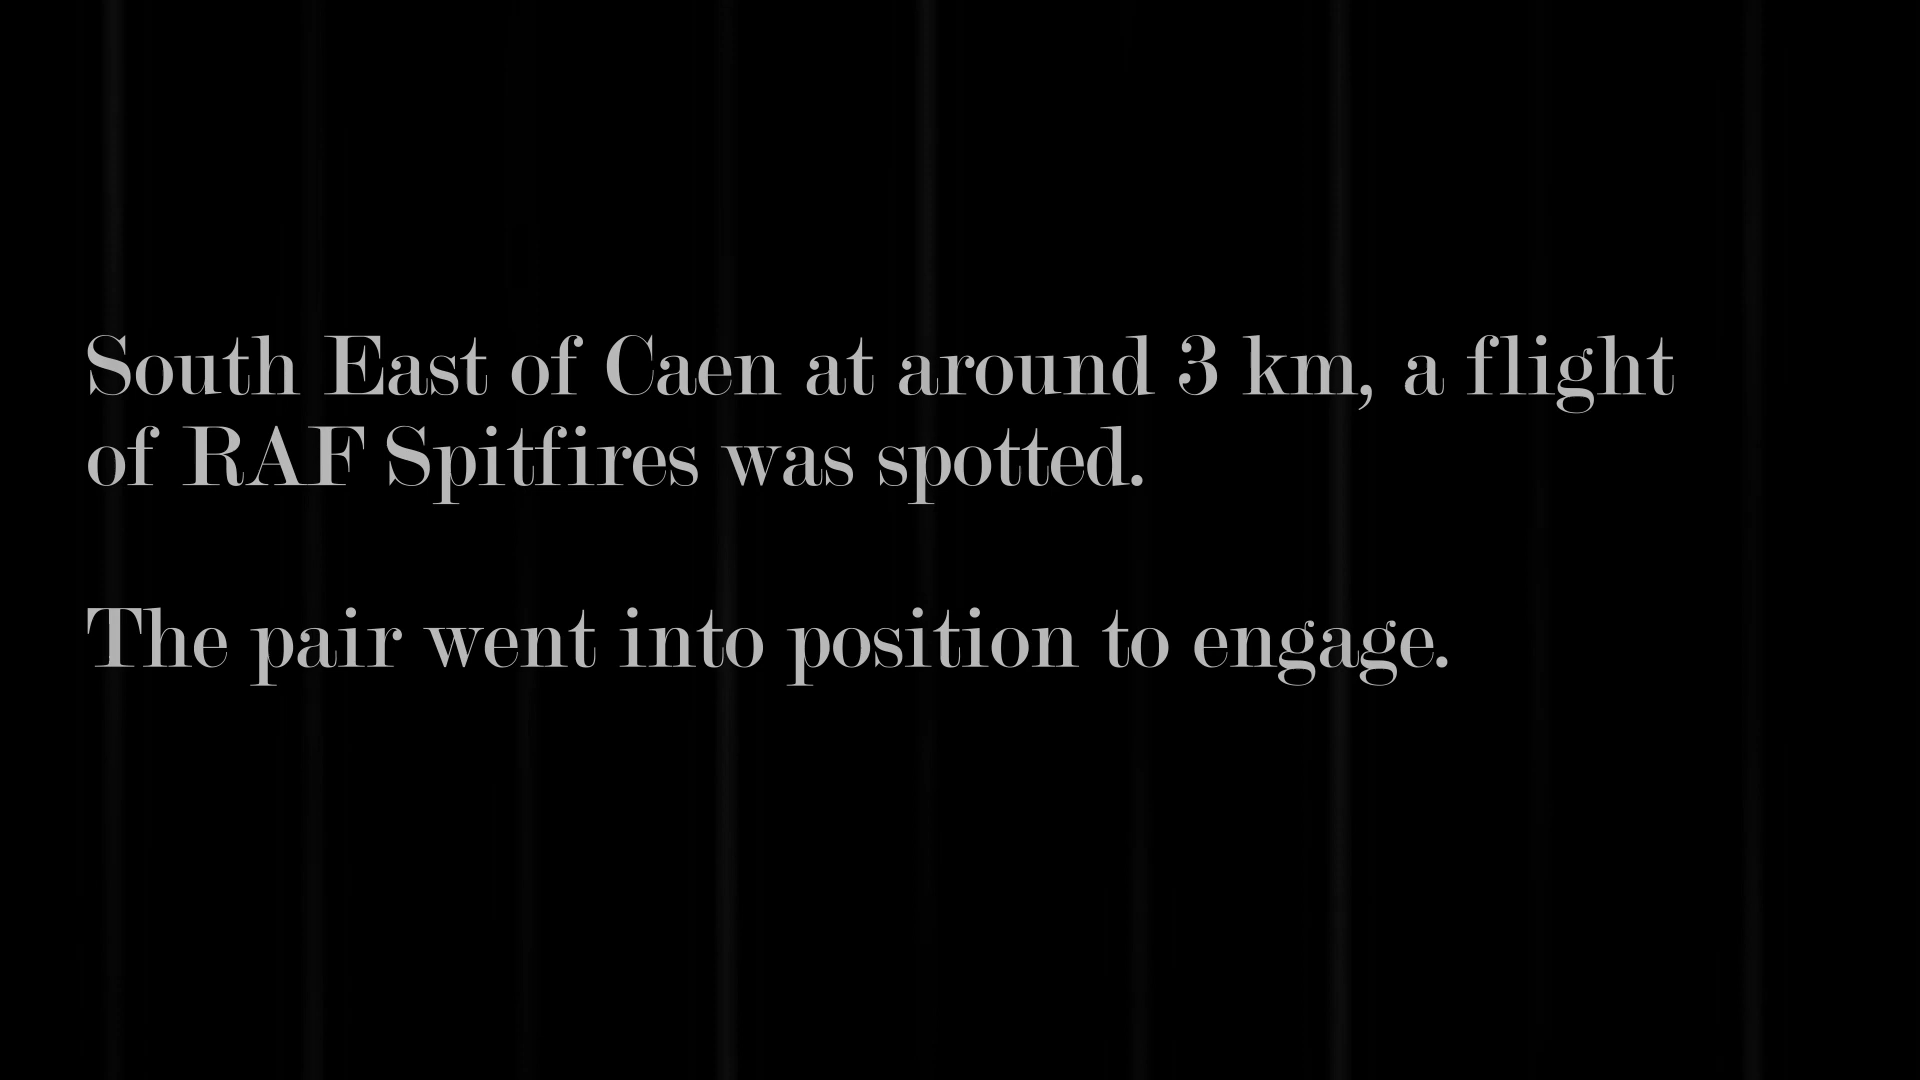 South East of Caen at around 3 km, a flight
of RAF Spitfires was spotted.
The pair went into position to engage.